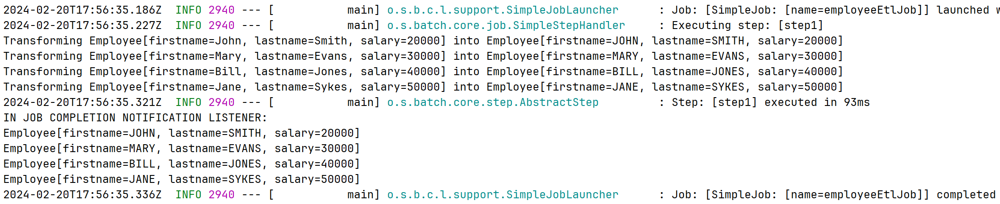 2024-02-20T17:56:35.186Z  INFO 2940 --- [           main] o.s.b.c.l.support.SimpleJobLauncher      : Job: [SimpleJob: [name=employeeEtlJob]] launched
2024-02-20T17:56:35.227Z  INFO 2940 --- [           main] o.s.batch.core.job.SimpleStepHandler     : Executing step: [step1]
Transforming Employee[firstname=John, lastname=Smith, salary=20000] into Employee[firstname=JOHN, lastname=SMITH, salary=20000]
Transforming Employee[firstname=Mary, lastname=Evans, salary=30000] into Employee[firstname=MARY, lastname=EVANS, salary=30000]
Transforming Employee[firstname=Bill, lastname=Jones, salary=40000] into Employee[firstname=BILL, lastname=JONES, salary=40000]
Transforming Employee[firstname=Jane, lastname=Sykes, salary=50000] into Employee[firstname=JANE, lastname=SYKES, salary=50000]
2024-02-20T17:56:35.321Z  INFO 2940 --- [           main] o.s.batch.core.step.AbstractStep         : Step: [step1] executed in 93ms
IN JOB COMPLETION NOTIFICATION LISTENER:
Employee[firstname=JOHN, lastname=SMITH, salary=20000]
Employee[firstname=MARY, lastname=EVANS, salary=30000]
Employee[firstname=BILL, lastname=JONES, salary=40000]
Employee[firstname=JANE, lastname=SYKES, salary=50000]
2024-02-20T17:56:35.336Z  INFO 2940 --- [           main] o.s.b.c.l.support.SimpleJobLauncher      : Job: [SimpleJob: [name=employeeEtlJob]] completed